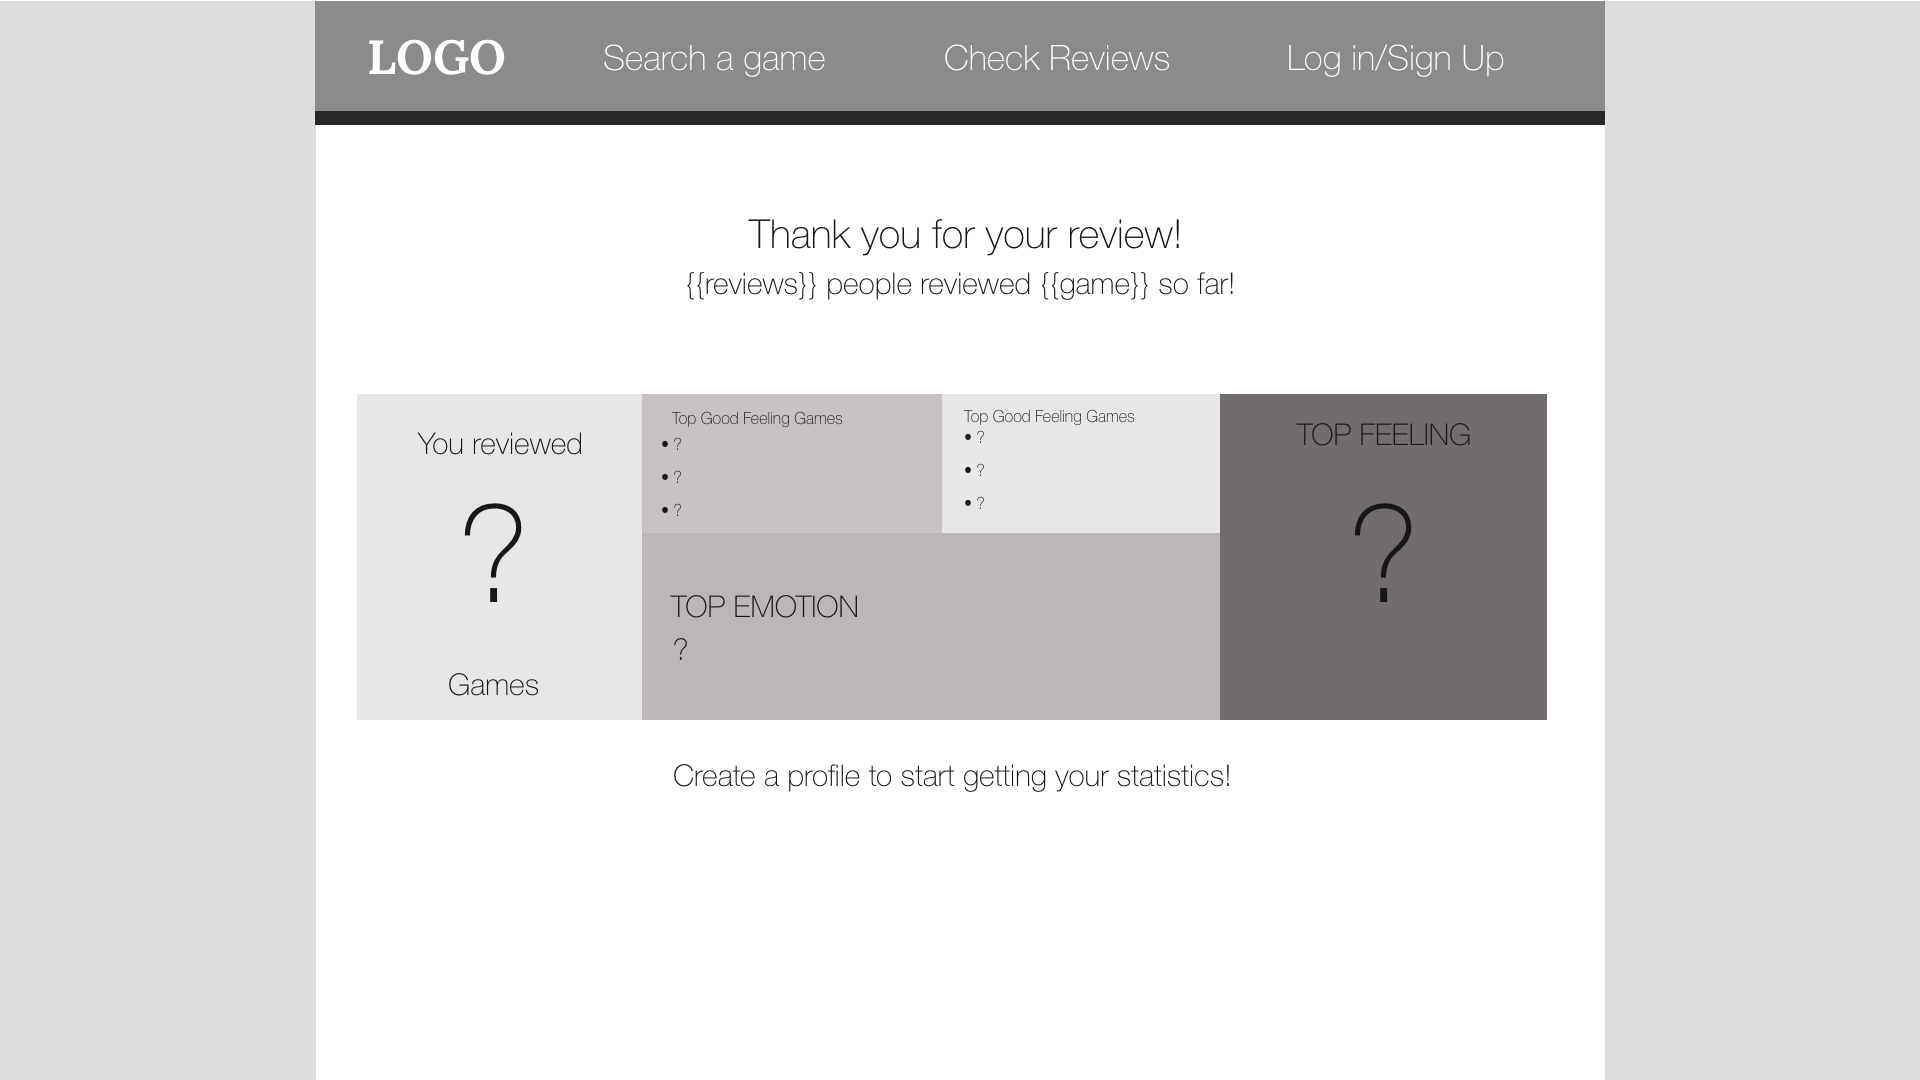 LOGO
Search a game
Check Reviews
Log in/Sign Up
Thank you for your review!
{{reviews}} people reviewed {{game}} so far!
You reviewed
?
Games
Top Good Feeling Games
• ?
• ?
• ?
Top Good Feeling Games
• ?
• ?
• ?
TOP EMOTION
?
TOP FEELING
?
Create a profile to start getting your statistics!